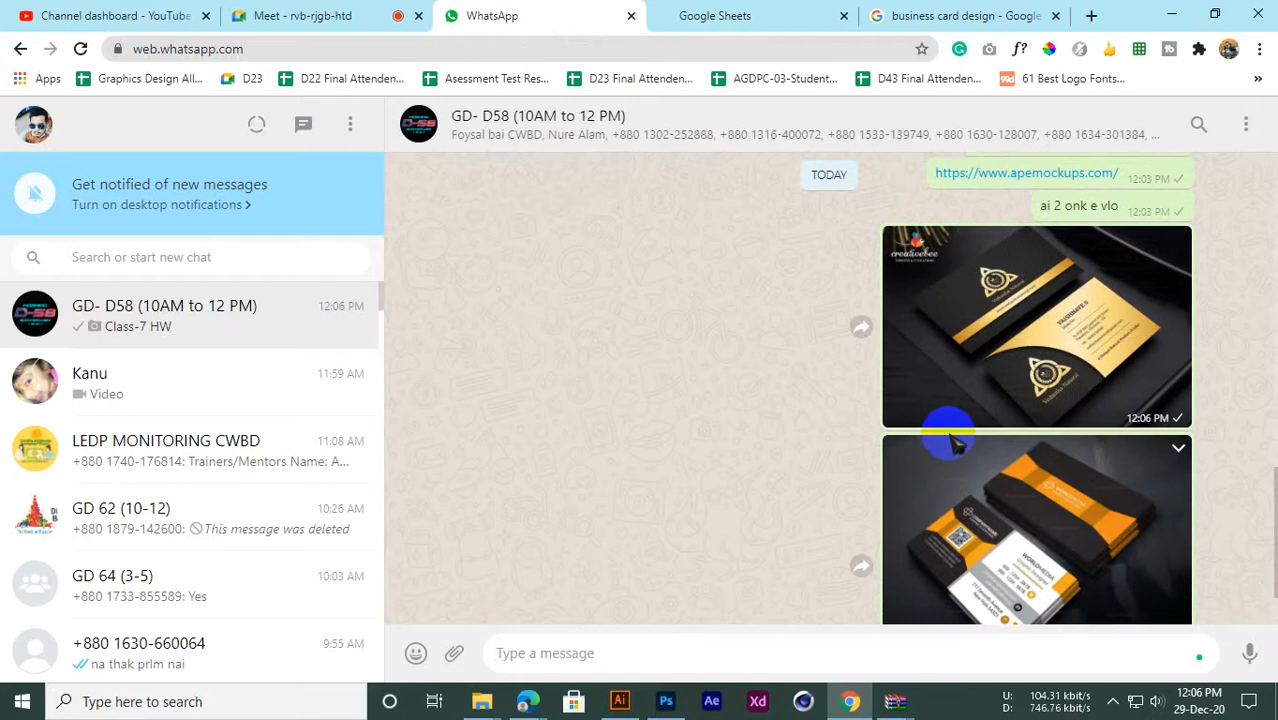 Channel dashboard - YouTube
Meet - rvb-rjgb-htd
WhatsApp
Google Sheets
business card design - Google
web.whatsapp.com
Apps
Graphics Design All...
D23
D22 Final Attenden...
Asessment Test Res...
D23 Final Attenden...
AGDPC-03-Student...
D43 Final Attenden...
61 Best Logo Fonts...
GD- D58 (10AM to 12 PM)
Foysal bai CWBD, Nure Alam, +880 1302-252888, +880 1316-400072, +880 1533-139749, +880 1630-128007, +880
Get notified of new messages
Turn on desktop notifications >
Search or start new chat
GD- D58 (10AM to 12 PM)
12:06 PM
Class-7 HW
Kanu
11:59 AM
Video
LEDP MONITORING CWBD
11:08 AM
+880 1740-176814: Trainers/Mentors Name: A...
GD 62 (10-12)
10:26 AM
+880 1879-142600: This message was deleted
GD 64 (3-5)
10:03 AM
+880 1733-855589: Yes
+880 1630-660064
9:55 AM
na thak prim nai
TODAY
https://www.apemockups.com/
12:03 PM
ai 2 onk e vlo
12:03 PM
creativebee
12:06 PM
WORLDMEDIA
Type a message
Type here to search
Ai
Ps
Ae
Xd
U: 104.31 kbit/s
D: 746.76 kbit/s
12:06 PM
29-Dec-20